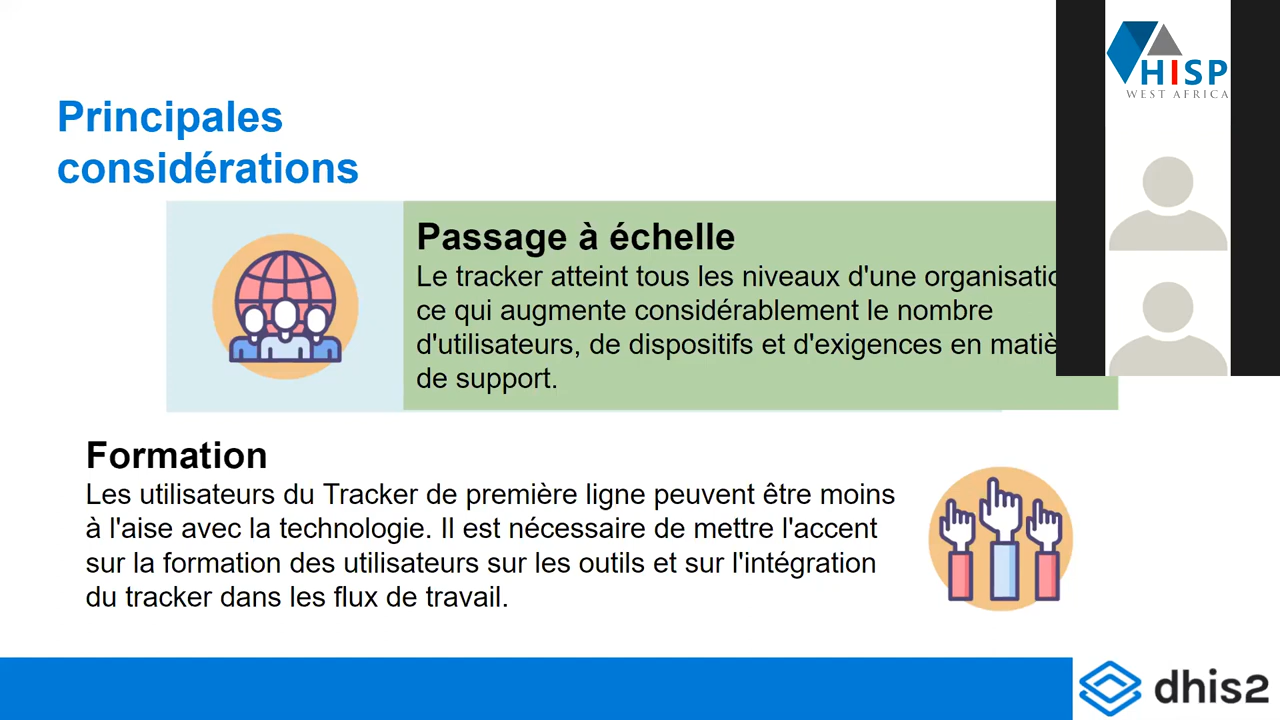 Principales
considérations
Passage à échelle
Le tracker atteint tous les niveaux d'une
ce qui augmente considérablement le nombre
d'utilisateurs, de dispositifs et d'exigences en
de support.
Formation
Les utilisateurs du Tracker de première ligne peuvent être moins
à l'aise avec la technologie. Il est nécessaire de mettre l'accent
sur la formation des utilisateurs sur les outils et sur l'intégration
du tracker dans les flux de travail.
HISP
WEST AFRICA
dhis2